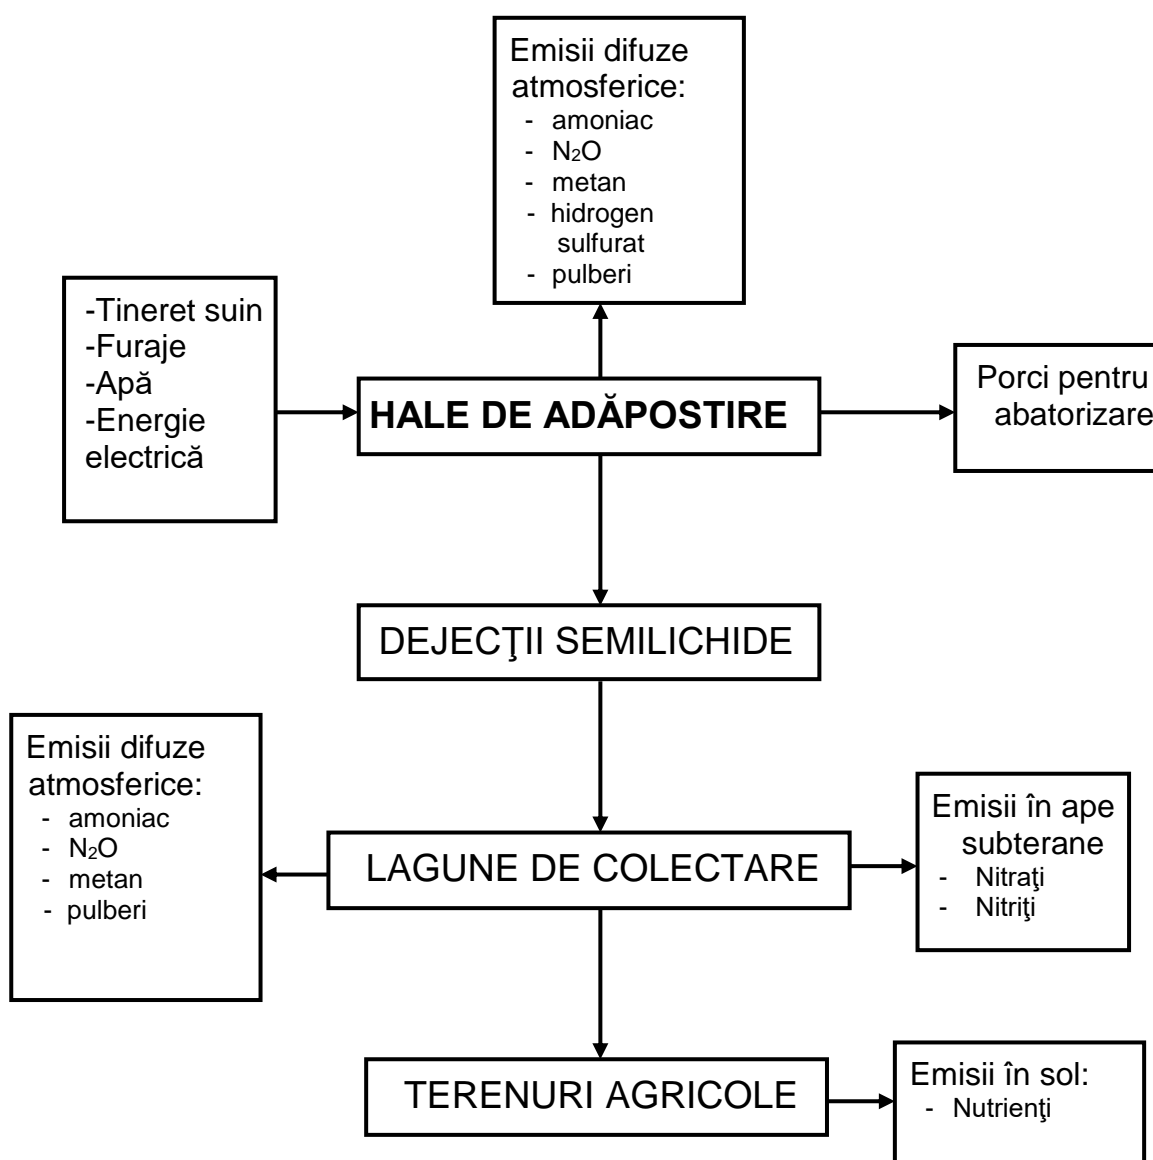 Emisii difuze
atmosferice:
- amoniac
- N₂O
- metan
- hidrogen
sulfurat
- pulberi
-Tineret suin
-Furaje
-Apă
-Energie
electrică
HALE DE ADĂPOSTIRE
Porci pentru
abatorizare
DEJECŢII SEMILICHIDE
Emisii difuze
atmosferice:
- amoniac
- N₂O
- metan
- pulberi
LAGUNE DE COLECTARE
Emisii în ape
subterane
- Nitraţi
- Nitriţi
TERENURI AGRICOLE
Emisii în sol:
- Nutrienţi